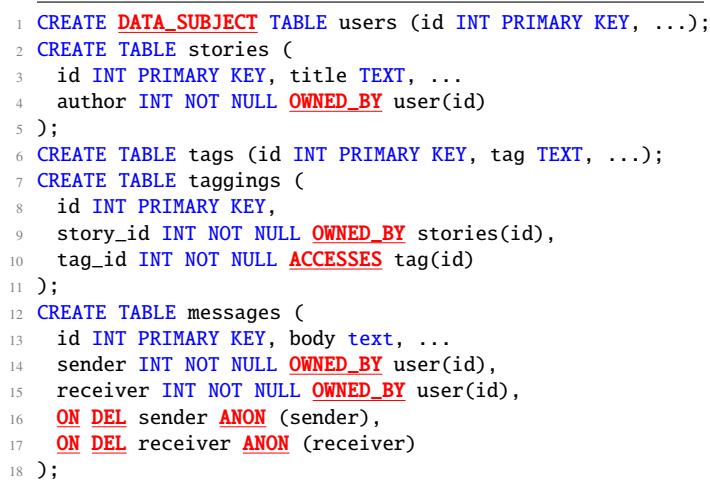 1 CREATE DATA_SUBJECT TABLE users (id INT PRIMARY KEY, ...);
2 CREATE TABLE stories (
3   id INT PRIMARY KEY, title TEXT, ...
4   author INT NOT NULL OWNED_BY user(id)
5 );
6 CREATE TABLE tags (id INT PRIMARY KEY, tag TEXT, ...);
7 CREATE TABLE taggings (
8   id INT PRIMARY KEY,
9   story_id INT NOT NULL OWNED_BY stories(id),
10   tag_id INT NOT NULL ACCESSES tag(id)
11 );
12 CREATE TABLE messages (
13   id INT PRIMARY KEY, body text, ...
14   sender INT NOT NULL OWNED_BY user(id),
15   receiver INT NOT NULL OWNED_BY user(id),
16   ON DEL sender ANON (sender),
17   ON DEL receiver ANON (receiver)
18 );